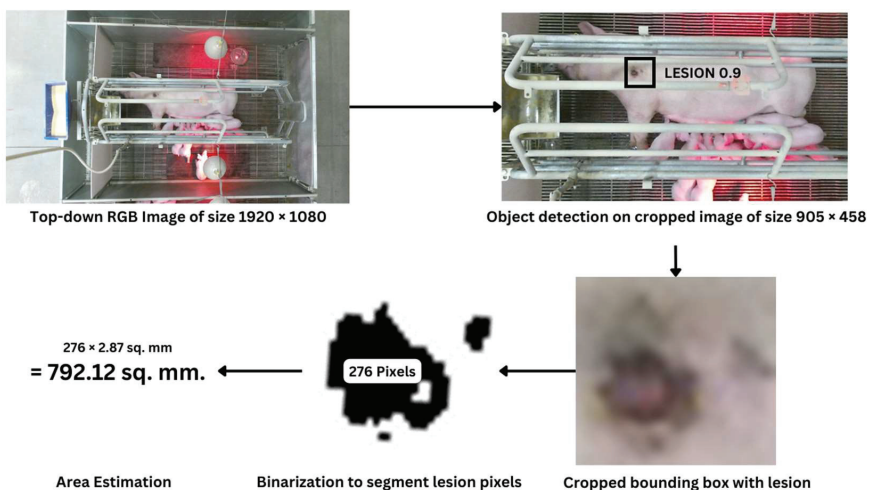 LESION 0.9
Top-down RGB Image of size 1920 × 1080
Object detection on cropped image of size 905 × 458
276 × 2.87 sq. mm
= 792.12 sq. mm.
276 Pixels
Area Estimation
Binarization to segment lesion pixels
Cropped bounding box with lesion